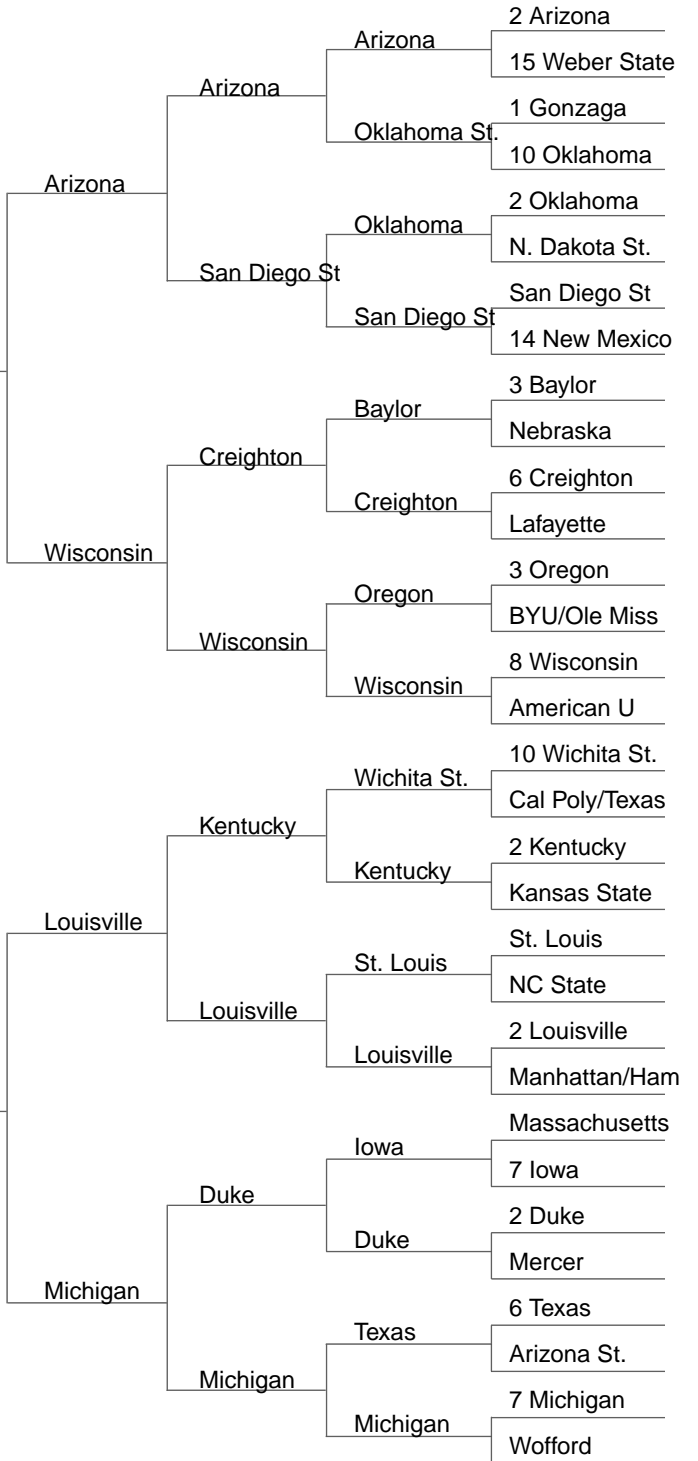 2 Arizona
Arizona
15 Weber State
Arizona
1 Gonzaga
Oklahoma St.
10 Oklahoma
Arizona
2 Oklahoma
Oklahoma
N. Dakota St.
San Diego St
San Diego St
San Diego St
14 New Mexico
3 Baylor
Baylor
Nebraska
Creighton
6 Creighton
Creighton
Lafayette
Wisconsin
3 Oregon
Oregon
BYU/Ole Miss
Wisconsin
8 Wisconsin
Wisconsin
American U
10 Wichita St.
Wichita St.
Cal Poly/Texas
Kentucky
2 Kentucky
Kentucky
Kansas State
Louisville
St. Louis
St. Louis
NC State
Louisville
2 Louisville
Louisville
Manhattan/Ham
Massachusetts
Iowa
7 Iowa
Duke
2 Duke
Duke
Mercer
Michigan
6 Texas
Texas
Arizona St.
Michigan
7 Michigan
Michigan
Wofford